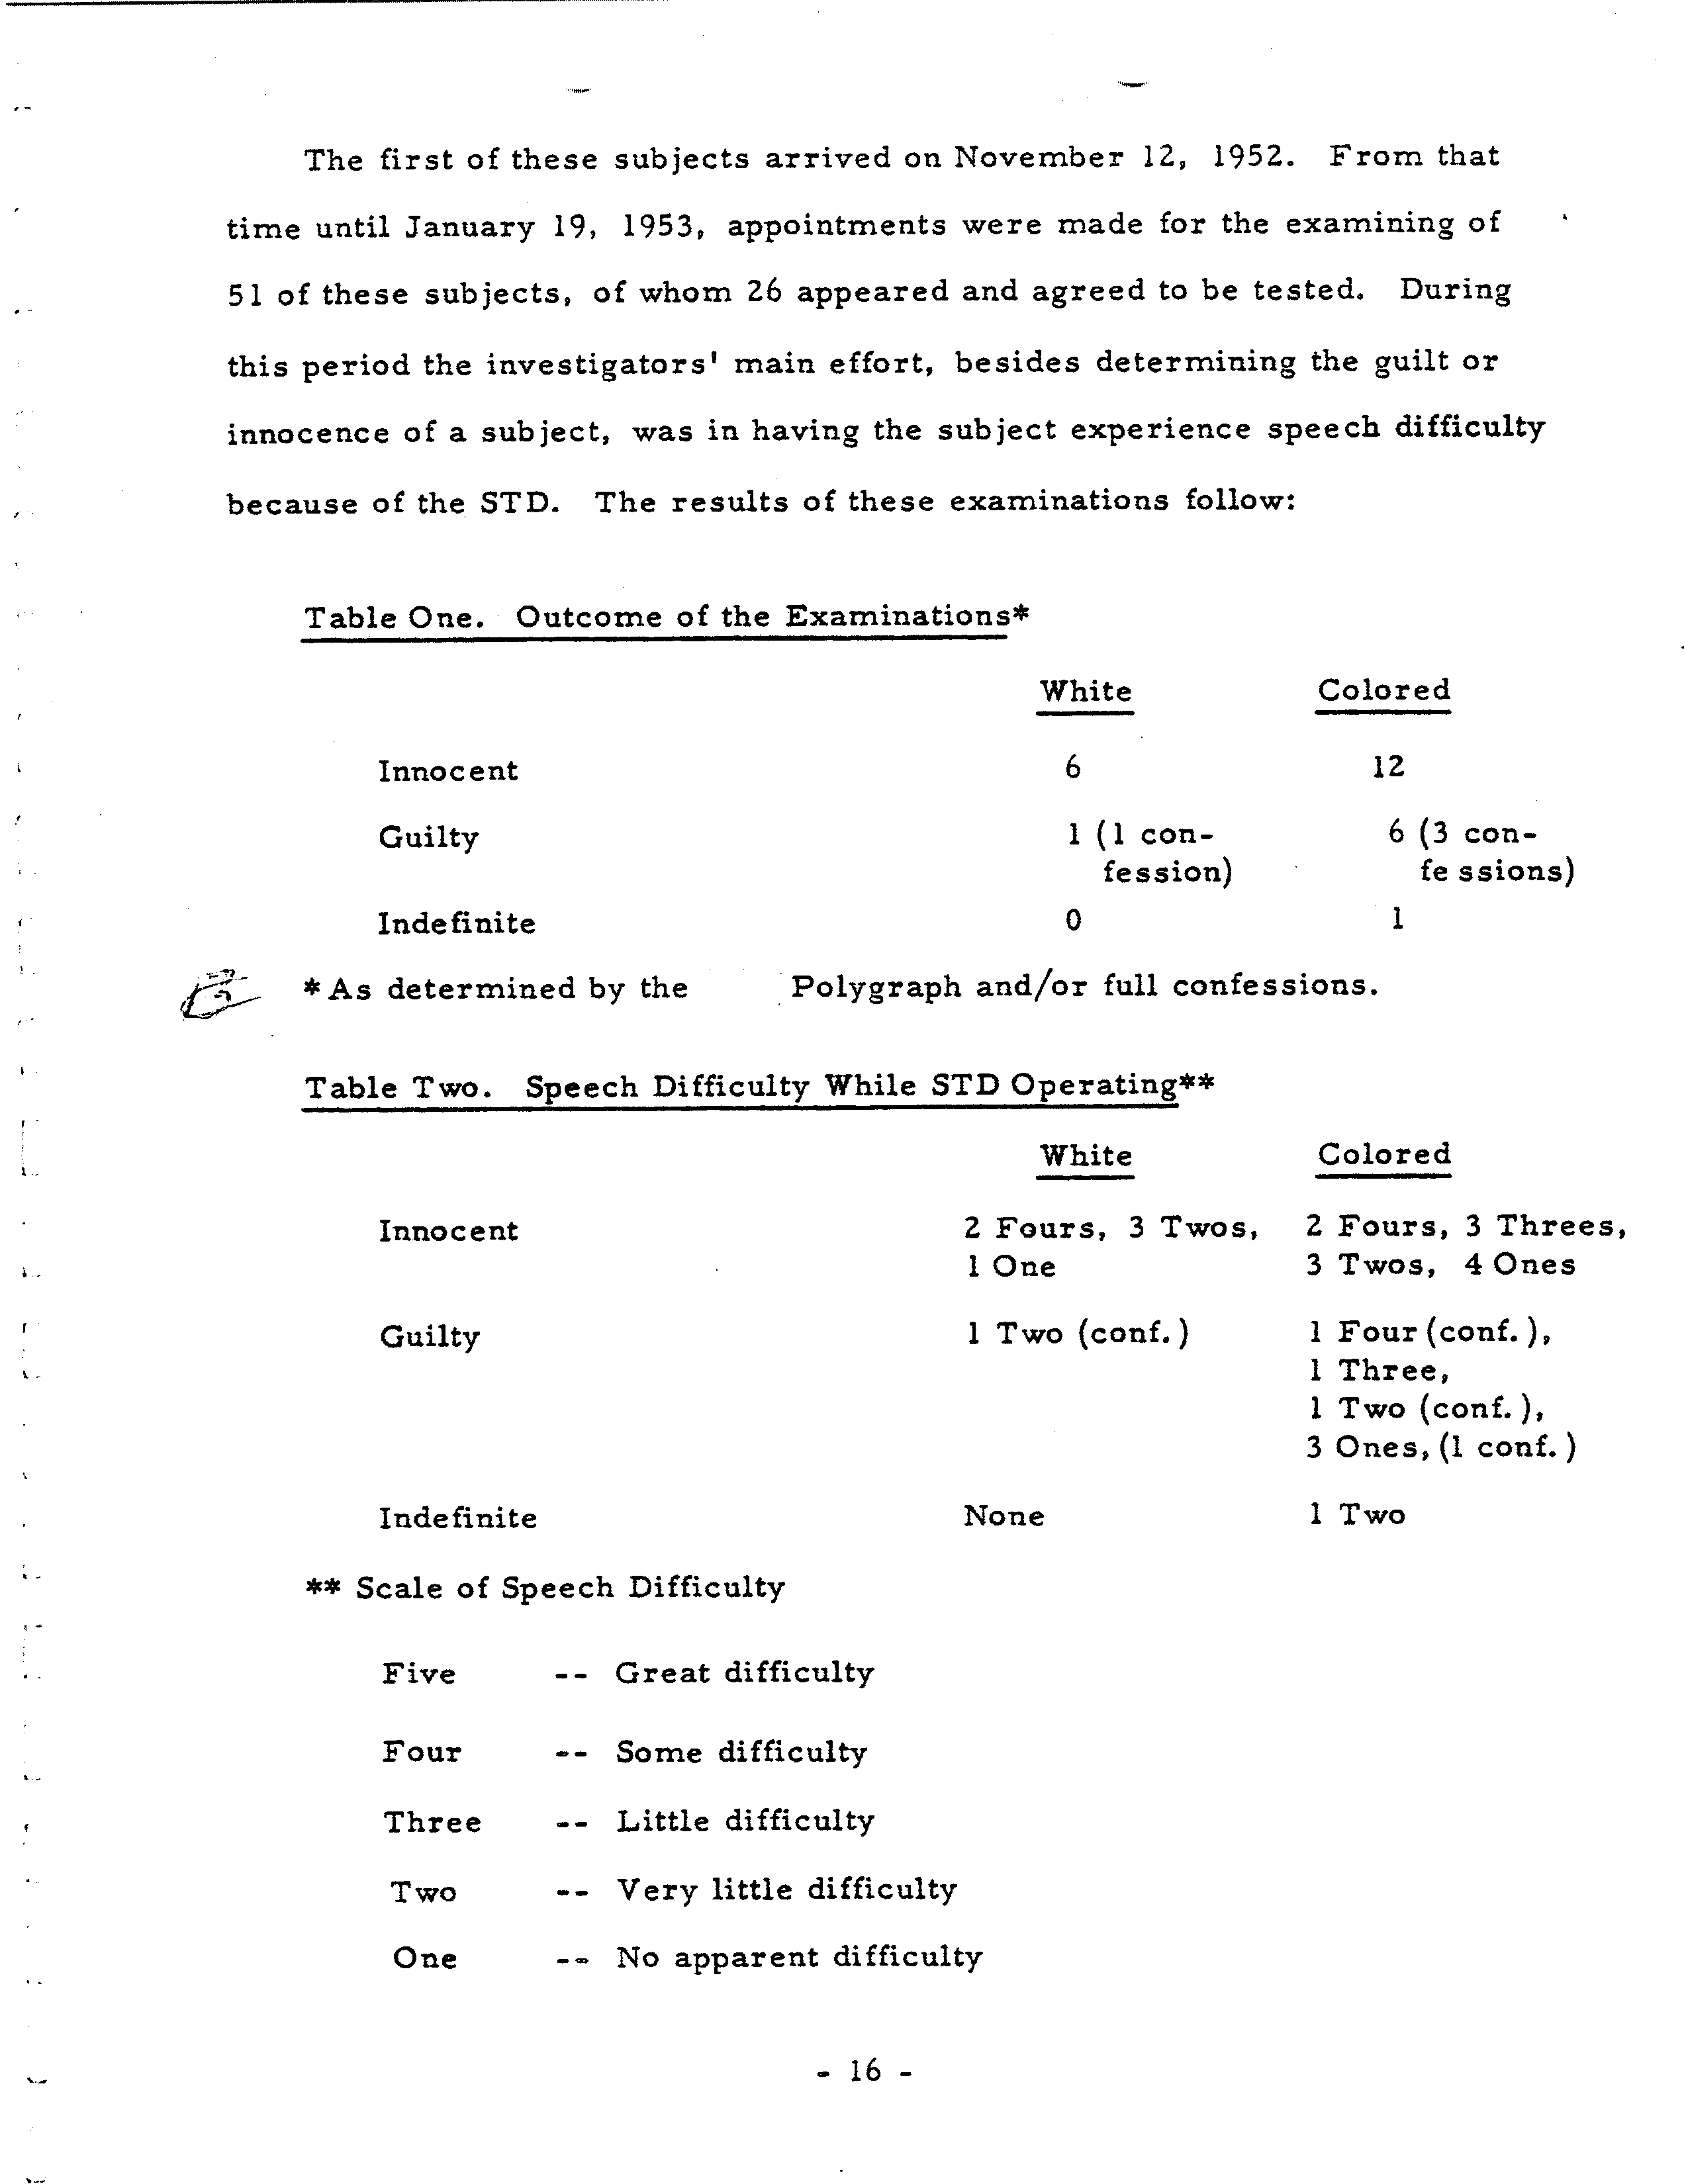 The first of these subjects arrived on November 12, 1952. From that
time until January 19, 1953, appointments were made for the examining of
51 of these subjects, of whom 26 appeared and agreed to be tested. During
this period the investigators' main effort, besides determining the guilt or
innocence of a subject, was in having the subject experience speech difficulty
because of the STD. The results of these examinations follow:
Table One. Outcome of the Examinations*
White Colored
Innocent 6 12
Guilty 1 (1 con- 6 (3 con-
fession) fessions)
Indefinite 0 1
*As determined by the Polygraph and/or full confessions.
Table Two. Speech Difficulty While STD Operating**
White Colored
Innocent 2 Fours, 3 Twos, 2 Fours, 3 Threes,
1 One 3 Twos, 4 Ones
Guilty 1 Two (conf.) 1 Four (conf.),
1 Three,
1 Two (conf.),
3 Ones, (1 conf.)
Indefinite None 1 Two
** Scale of Speech Difficulty
Five -- Great difficulty
Four -- Some difficulty
Three -- Little difficulty
Two -- Very little difficulty
One -- No apparent difficulty
- 16 -